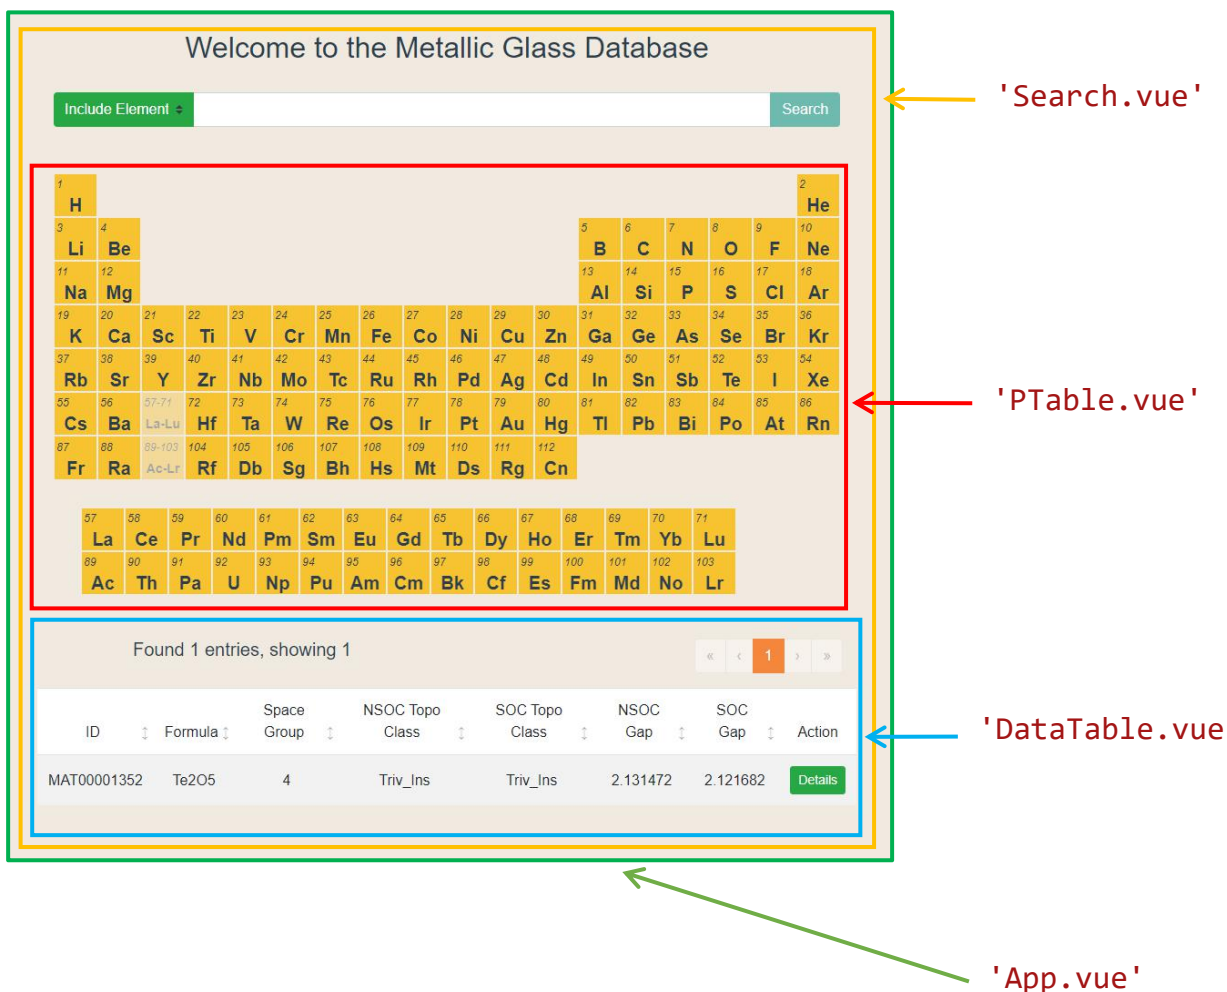 Welcome to the Metallic Glass Database
Include Element Search
'Search.vue'
1 2
H He
3 4 5 6 7 8 9 10
Li Be B C N O F Ne
11 12 13 14 15 16 17 18
Na Mg Al Si P S Cl Ar
19 20 21 22 23 24 25 26 27 28 29 30 31 32 33 34 35 36
K Ca Sc Ti V Cr Mn Fe Co Ni Cu Zn Ga Ge As Se Br Kr
37 38 39 40 41 42 43 44 45 46 47 48 49 50 51 52 53 54
Rb Sr Y Zr Nb Mo Tc Ru Rh Pd Ag Cd In Sn Sb Te I Xe
55 56 57-71 72 73 74 75 76 77 78 79 80 81 82 83 84 85 86
Cs Ba La-Lu Hf Ta W Re Os Ir Pt Au Hg Tl Pb Bi Po At Rn
'PTable.vue'
87 88 89-103 104 105 106 107 108 109 110 111 112
Fr Ra Ac-Lr Rf Db Sg Bh Hs Mt Ds Rg Cn
57 58 59 60 61 62 63 64 65 66 67 68 69 70 71
La Ce Pr Nd Pm Sm Eu Gd Tb Dy Ho Er Tm Yb Lu
89 90 91 92 93 94 95 96 97 98 99 100 101 102 103
Ac Th Pa U Np Pu Am Cm Bk Cf Es Fm Md No Lr
Found 1 entries, showing 1 « ‹ 1 › »
Space NSOC Topo SOC Topo NSOC SOC
ID Formula Group Class Class Gap Gap Action
'DataTable.vue
MAT00001352 Te2O5 4 Triv_Ins Triv_Ins 2.131472 2.121682 Details
'App.vue'